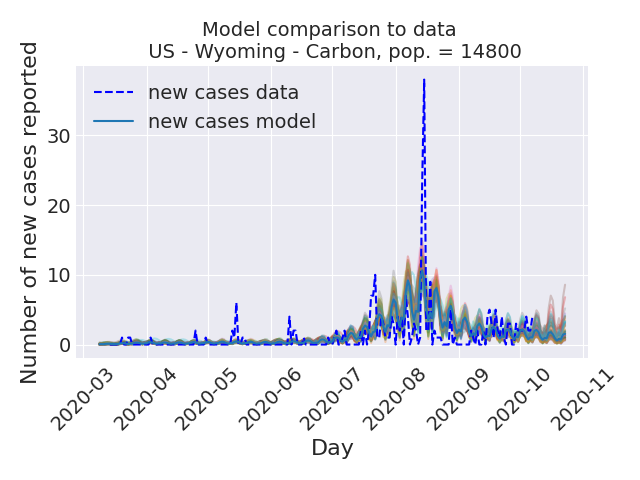 Model comparison to data
US - Wyoming - Carbon, pop. = 14800
Number of new cases reported
new cases data
new cases model
30
20
10
0
2020-03
2020-04
2020-05
2020-06
2020-07
2020-08
2020-09
2020-10
2020-11
Day